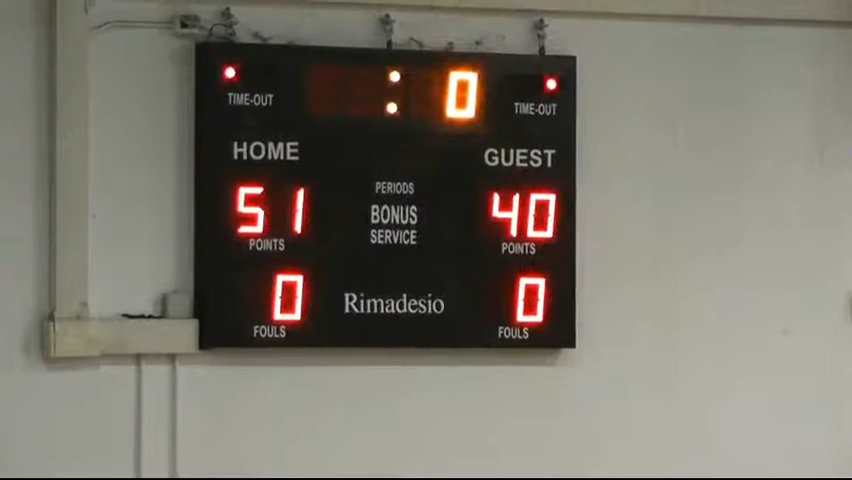 : 0
TIME-OUT TIME-OUT
HOME GUEST
PERIODS
51 BONUS 40
SERVICE
POINTS POINTS
0 Rimadesio 0
FOULS FOULS